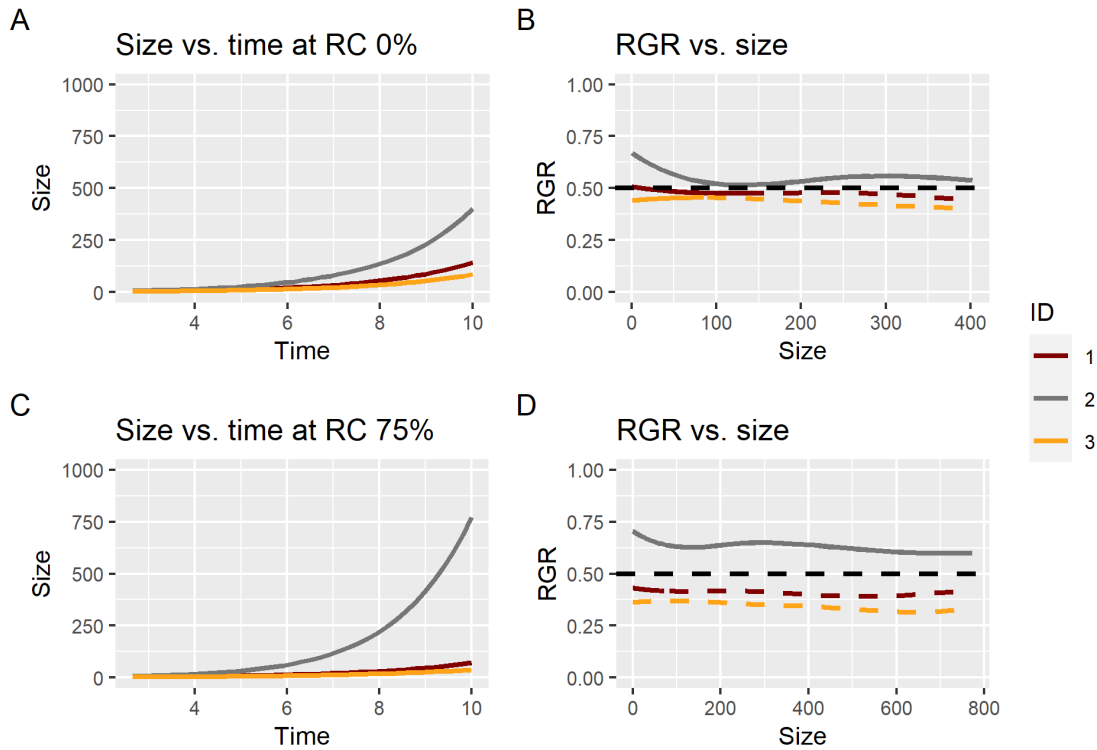 A
Size vs. time at RC 0%
1000
750
500
250
0
Size
4 6 8 10
Time
B
RGR vs. size
1.00
0.75
0.50
0.25
0.00
RGR
0 100 200 300 400
Size
ID
1
2
3
C
Size vs. time at RC 75%
1000
750
500
250
0
Size
4 6 8 10
Time
D
RGR vs. size
1.00
0.75
0.50
0.25
0.00
RGR
0 200 400 600 800
Size